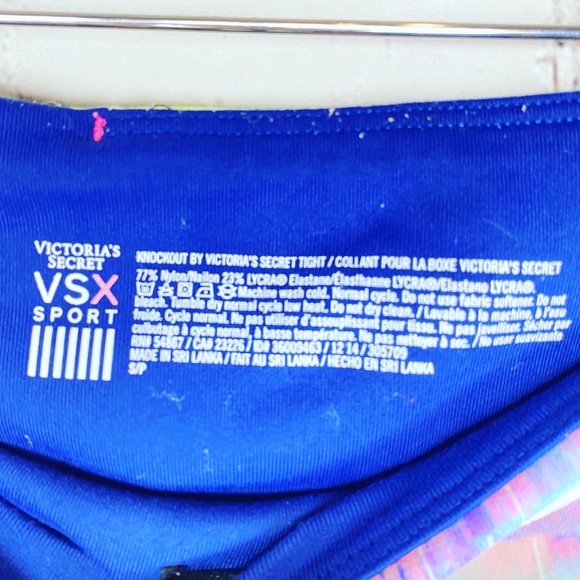 VICTORIA'S
SECRET
VSX
SPORT
KNOCKOUT BY VICTORIA'S SECRET TIGHT / COLLANT POUR LA BOXE VICTORIA'S SECRET
77% Nylon/Nailon 23% LYCRA® Elastane/Élasthanne LYCRA®/Elastano LYCRA®.
Machine wash cold. Normal cycle. Do not use fabric softener. Do not
bleach. Tumble dry normal cycle low heat. Do not dry clean. / Lavable à la machine, à l'eau
froide. Cycle normal. Ne pas utiliser d'assouplissant pour tissu. Ne pas javelliser. Sécher par
culbutage à cycle normal, à basse température. Ne pas nettoyer à sec. / No usar suavizante
RN# 54867 / CA# 23276 / ID# 36009463 / 12 14 / 305709
MADE IN SRI LANKA / FAIT AU SRI LANKA / HECHO EN SRI LANKA
S/P